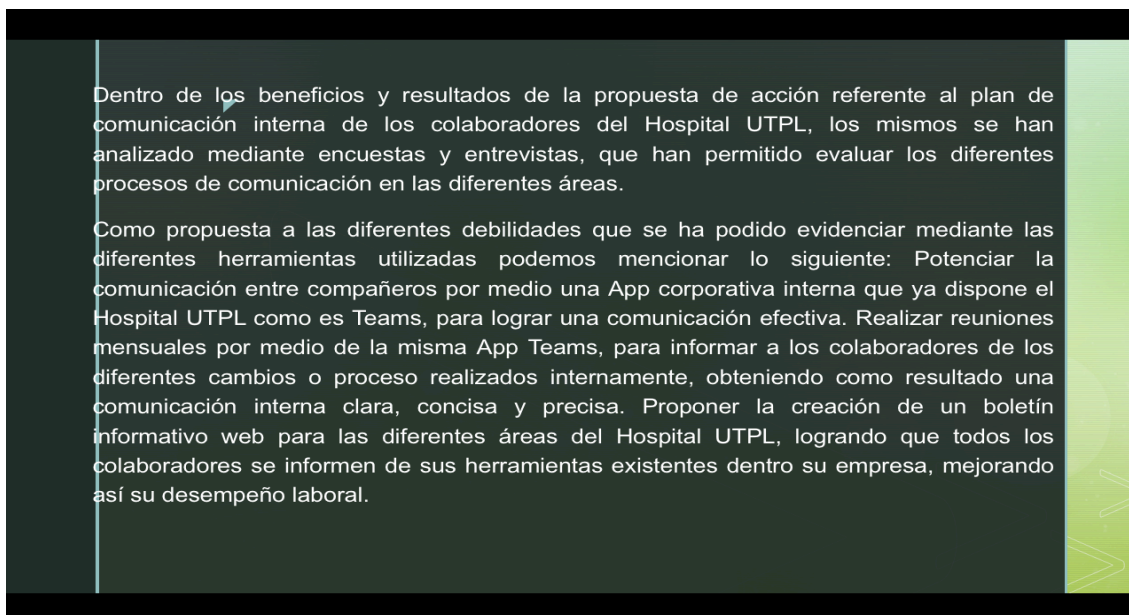 Dentro de los beneficios y resultados de la propuesta de acción referente al plan de
comunicación interna de los colaboradores del Hospital UTPL, los mismos se han
analizado mediante encuestas y entrevistas, que han permitido evaluar los diferentes
procesos de comunicación en las diferentes áreas.
Como propuesta a las diferentes debilidades que se ha podido evidenciar mediante las
diferentes herramientas utilizadas podemos mencionar lo siguiente: Potenciar la
comunicación entre compañeros por medio una App corporativa interna que ya dispone el
Hospital UTPL como es Teams, para lograr una comunicación efectiva. Realizar reuniones
mensuales por medio de la misma App Teams, para informar a los colaboradores de los
diferentes cambios o proceso realizados internamente, obteniendo como resultado una
comunicación interna clara, concisa y precisa. Proponer la creación de un boletín
informativo web para las diferentes áreas del Hospital UTPL, logrando que todos los
colaboradores se informen de sus herramientas existentes dentro su empresa, mejorando
así su desempeño laboral.